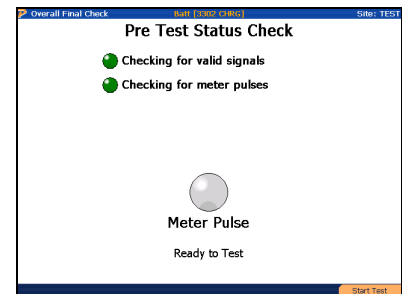 Overall Final Check Batt [3302 CHRG] Site: TEST
Pre Test Status Check
Checking for valid signals
Checking for meter pulses
Meter Pulse
Ready to Test
Start Test